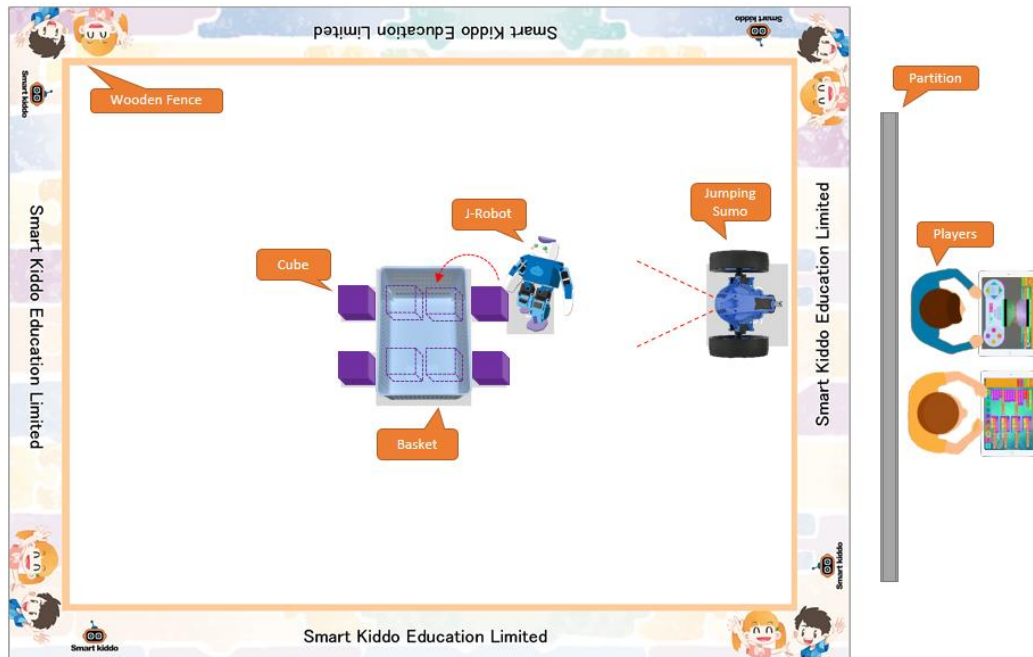 Smart Kiddo Education Limited
Smart kiddo
Smart kiddo
Wooden Fence
Partition
Jumping
Sumo
J-Robot
Cube
Players
Basket
Smart Kiddo Education Limited
Smart Kiddo Education Limited
Smart kiddo
Smart kiddo
Smart Kiddo Education Limited